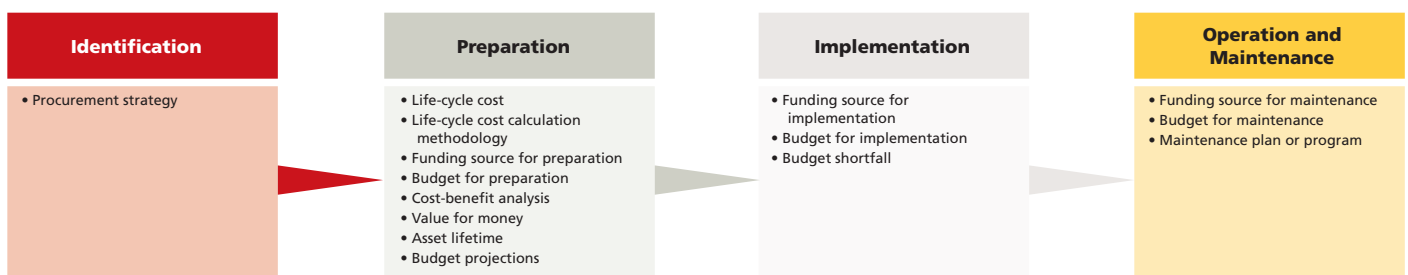 Identification
• Procurement strategy
Preparation
• Life-cycle cost
• Life-cycle cost calculation
methodology
• Funding source for preparation
• Budget for preparation
• Cost-benefit analysis
• Value for money
• Asset lifetime
• Budget projections
Implementation
• Funding source for
implementation
• Budget for implementation
• Budget shortfall
Operation and
Maintenance
• Funding source for maintenance
• Budget for maintenance
• Maintenance plan or program